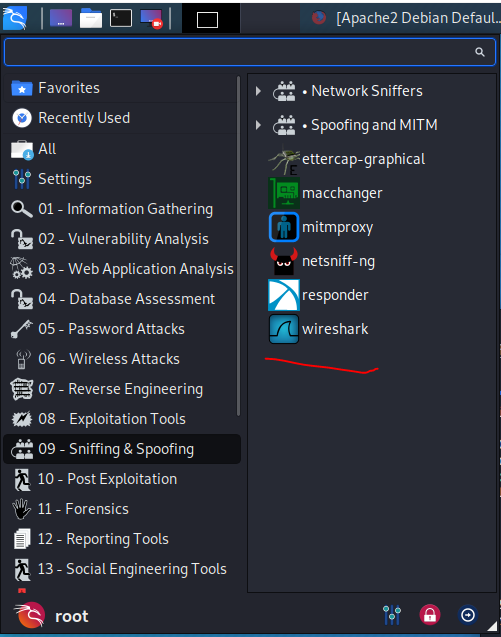 [Apache2 Debian Defaul..
Favorites
Recently Used
All
Settings
01 - Information Gathering
02 - Vulnerability Analysis
03 - Web Application Analysis
04 - Database Assessment
05 - Password Attacks
06 - Wireless Attacks
07 - Reverse Engineering
08 - Exploitation Tools
09 - Sniffing & Spoofing
10 - Post Exploitation
11 - Forensics
12 - Reporting Tools
13 - Social Engineering Tools
• Network Sniffers
• Spoofing and MITM
ettercap-graphical
macchanger
mitmproxy
netsniff-ng
responder
wireshark
root